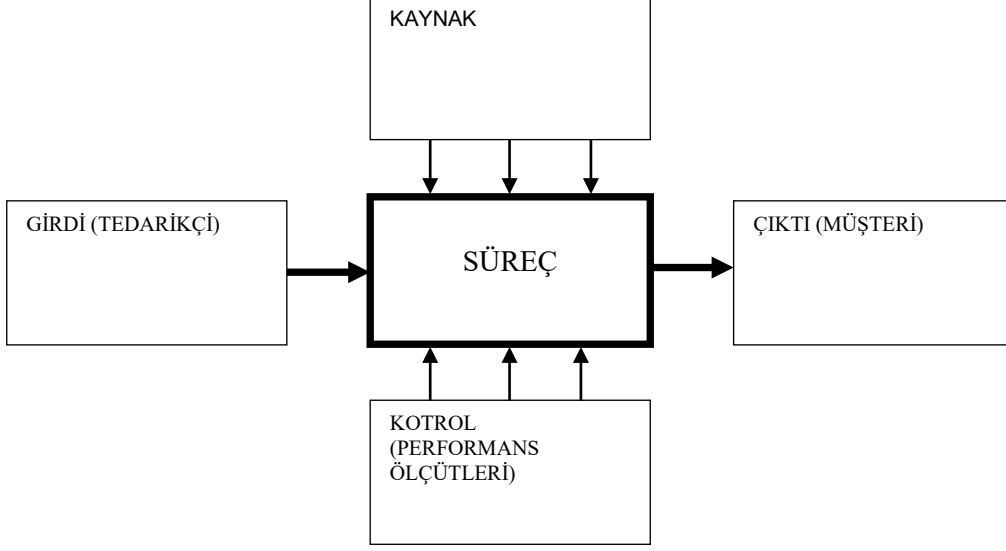 KAYNAK
GİRDİ (TEDARİKÇİ)
SÜREÇ
ÇIKTI (MÜŞTERİ)
KOTROL
(PERFORMANS
ÖLÇÜTLERİ)